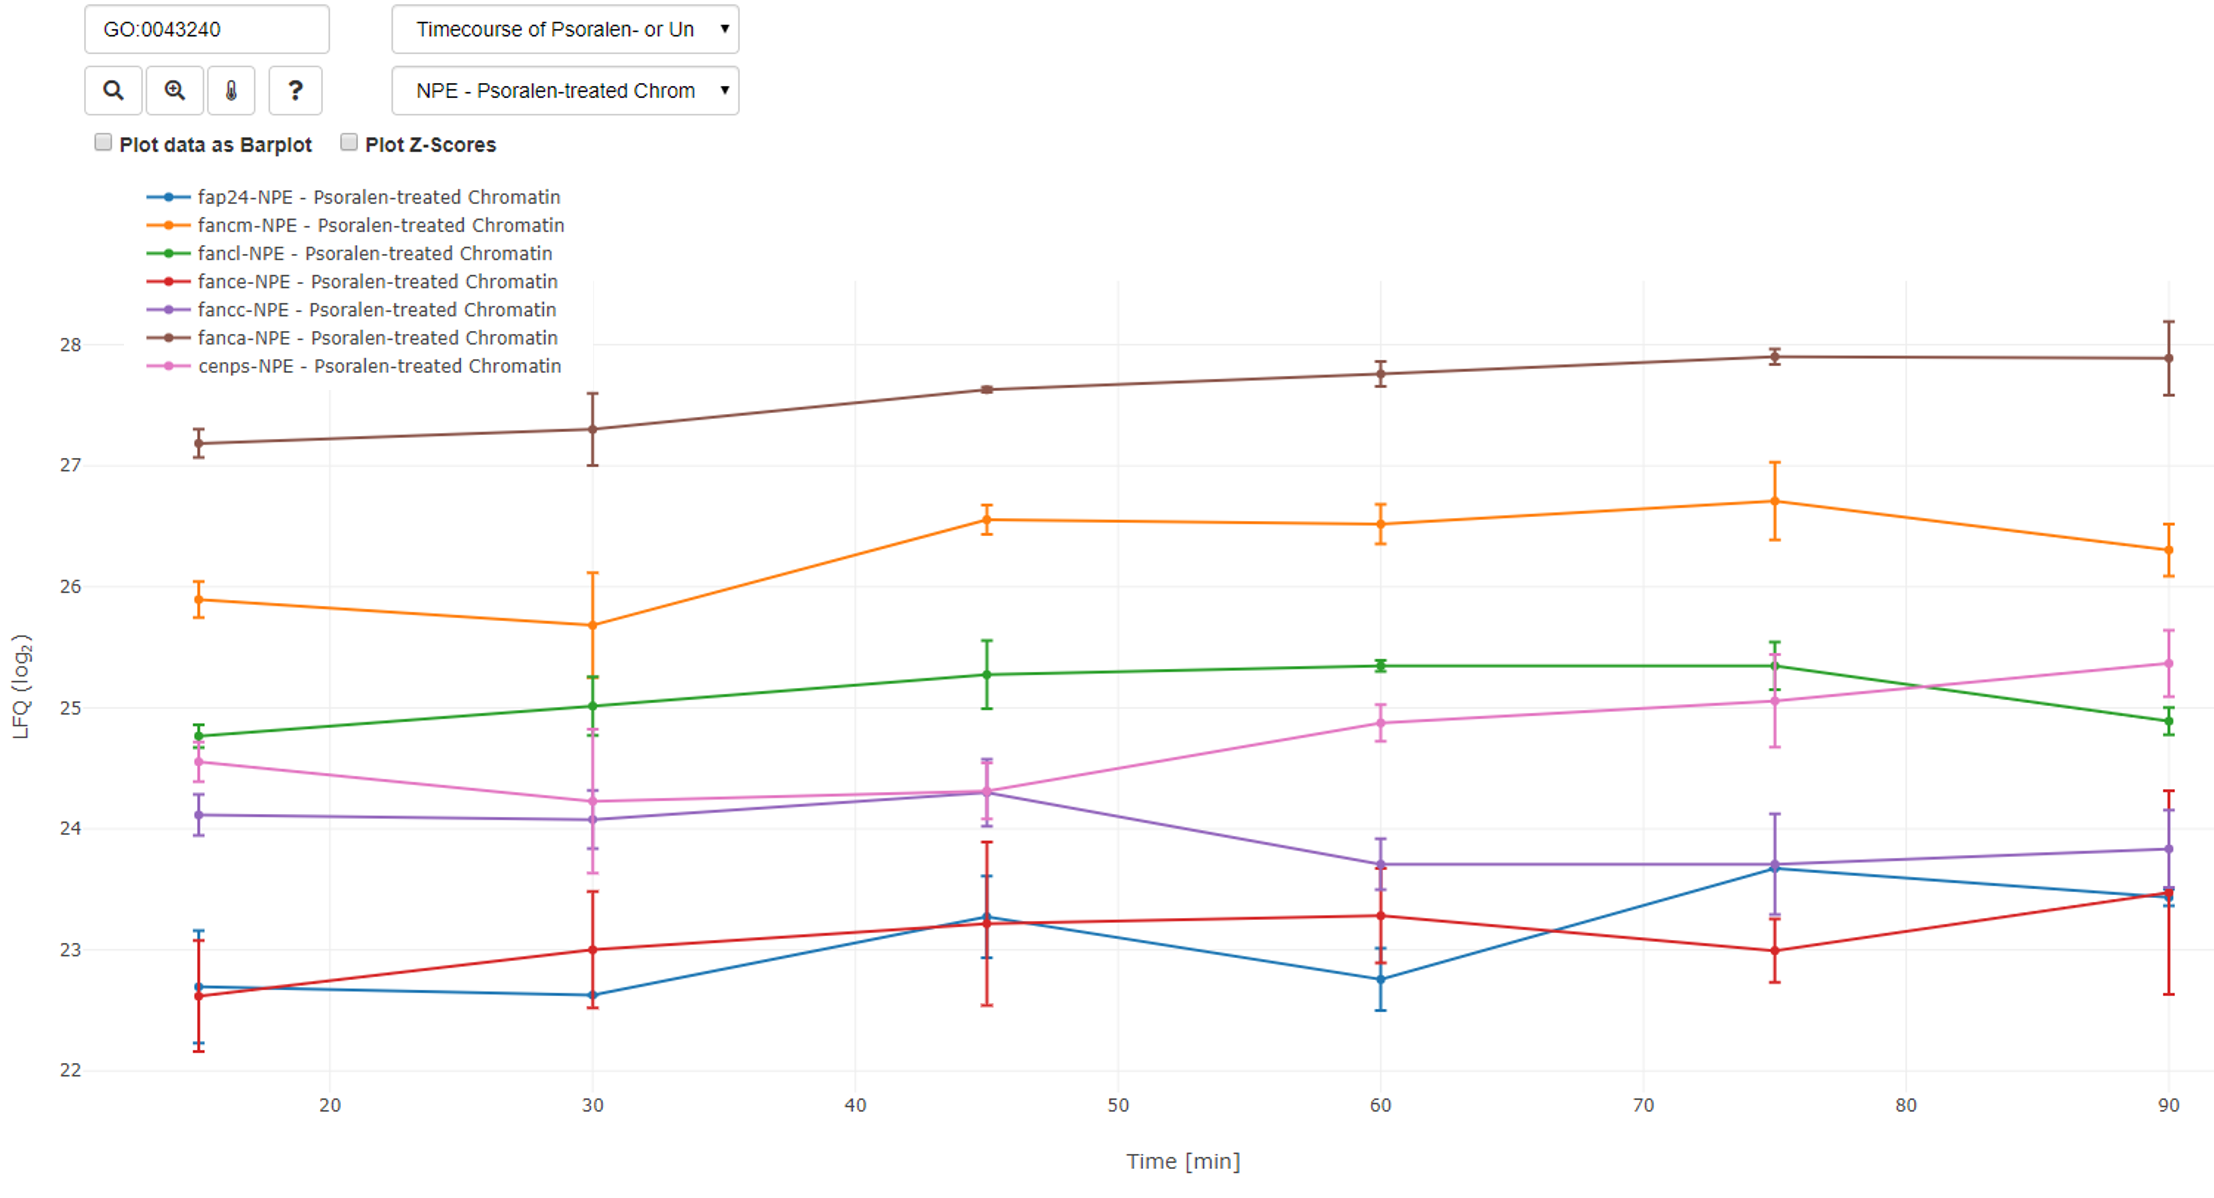 GO:0043240
Timecourse of Psoralen- or Un
?
NPE - Psoralen-treated Chrom
Plot data as Barplot
Plot Z-Scores
fap24-NPE - Psoralen-treated Chromatin
fancm-NPE - Psoralen-treated Chromatin
fancl-NPE - Psoralen-treated Chromatin
fance-NPE - Psoralen-treated Chromatin
fancc-NPE - Psoralen-treated Chromatin
fanca-NPE - Psoralen-treated Chromatin
cenps-NPE - Psoralen-treated Chromatin
28
27
26
25
24
23
22
LFQ (log₂)
20 30 40 50 60 70 80 90
Time [min]